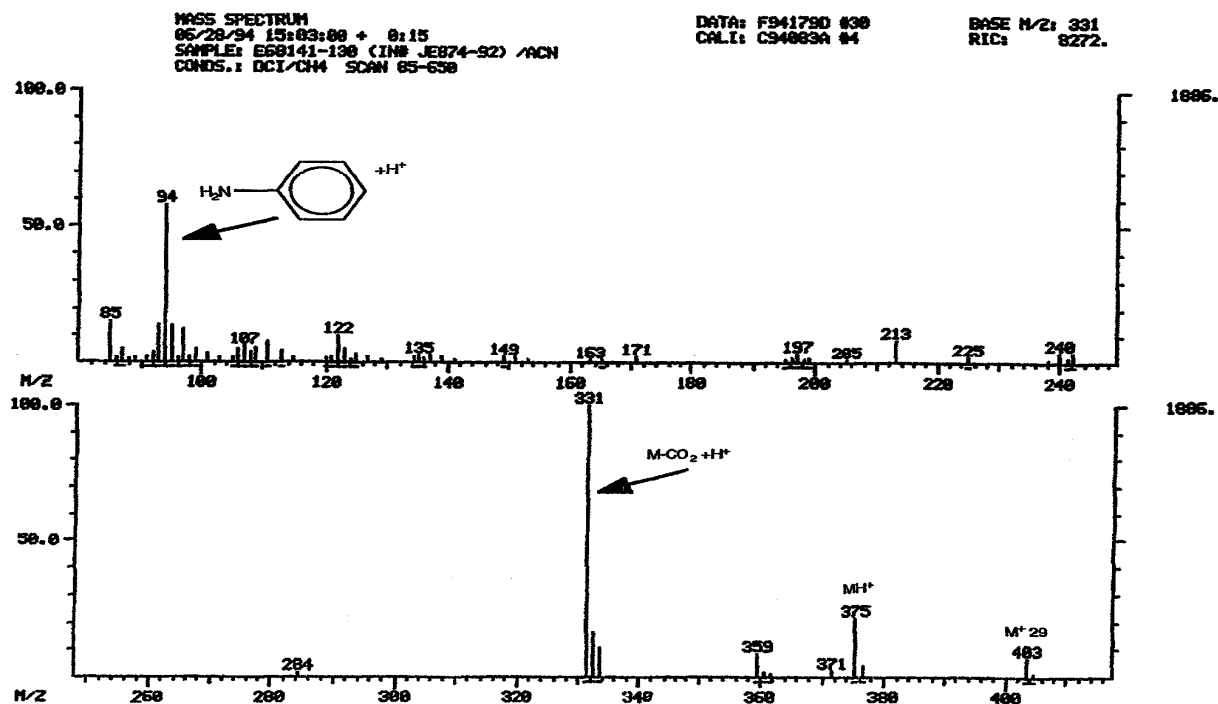 MASS SPECTRUM
06/28/94 15:03:00 + 0:15
SAMPLE: E60141-130 (IN# JE874-92) /ACN
CONDS.: DCI/CH4 SCAN 85-650
DATA: F94179D #30
CALI: C94083A #4
BASE M/Z: 331
RIC: 8272.
100.0
1886.
H₂N
+H⁺
94
50.0
85
107
122
135
149
163
171
197
205
213
225
240
M/Z
100
120
140
160
180
200
220
240
100.0
1886.
331
M-CO₂ +H⁺
50.0
MH⁺
375
M⁺ 29
403
359
371
284
M/Z
260
280
300
320
340
360
380
400